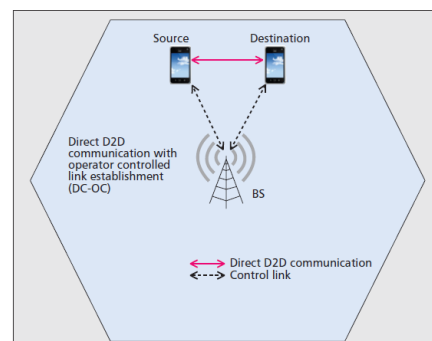 Source
Destination
Direct D2D
communication with
operator controlled
link establishment
(DC-OC)
BS
Direct D2D communication
Control link